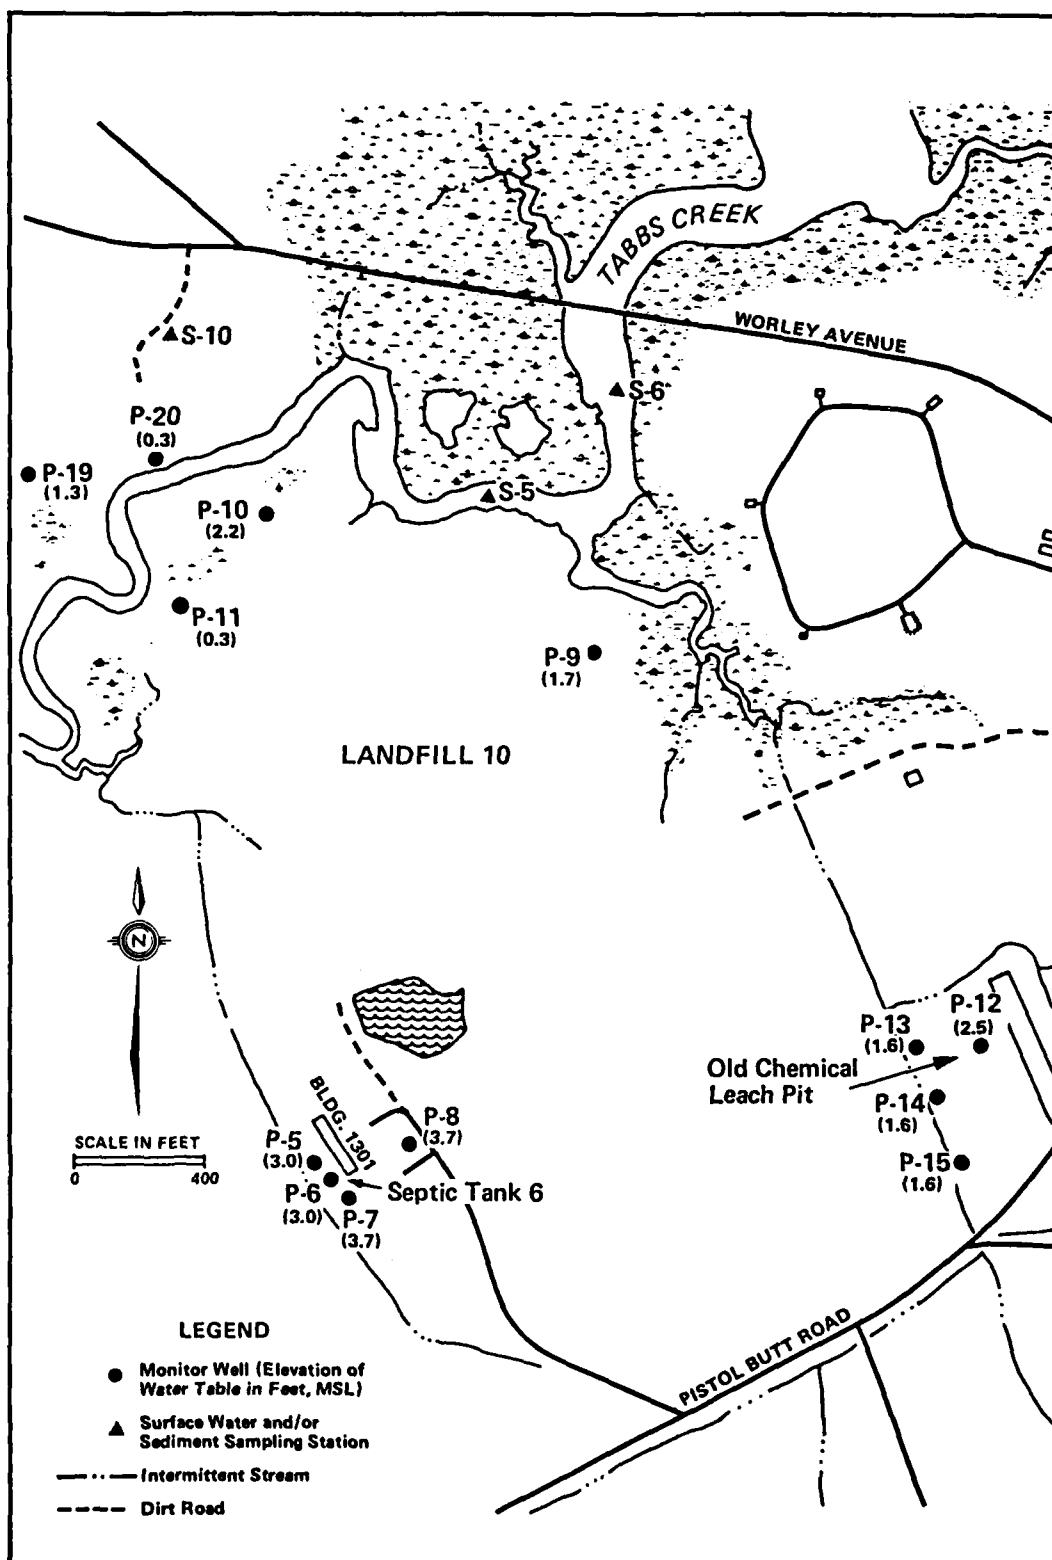 TABBS CREEK
WORLEY AVENUE
S-10
S-6
P-20
(0.3)
P-19
(1.3)
S-5
P-10
(2.2)
P-11
(0.3)
P-9
(1.7)
LANDFILL 10
N
P-12
(2.5)
P-13
(1.6)
Old Chemical
Leach Pit
P-14
(1.6)
P-15
(1.6)
BLDG. 1301
P-8
(3.7)
P-5
(3.0)
SCALE IN FEET
0 400
Septic Tank 6
P-6
(3.0)
P-7
(3.7)
PISTOL BUTT ROAD
LEGEND
Monitor Well (Elevation of
Water Table in Feet, MSL)
Surface Water and/or
Sediment Sampling Station
Intermittent Stream
Dirt Road